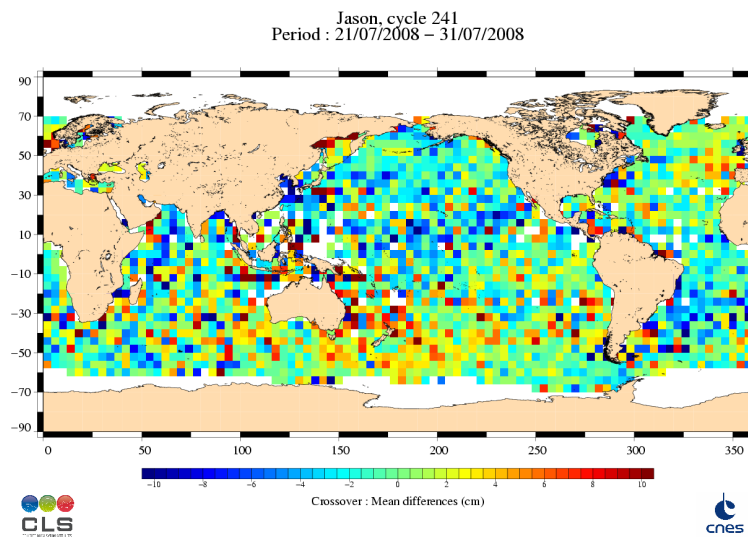 Jason, cycle 241
Period : 21/07/2008 − 31/07/2008
90
70
50
30
10
−10
−30
−50
−70
−90
0 50 100 150 200 250 300 350
−10 −8 −6 −4 −2 0 2 4 6 8 10
Crossover : Mean differences (cm)
CLS
cnes